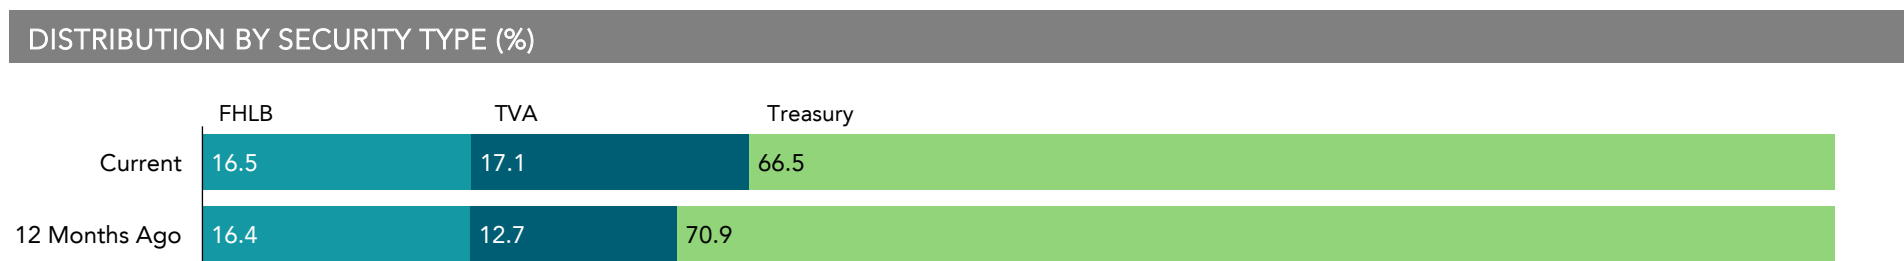 DISTRIBUTION BY SECURITY TYPE (%)
FHLB TVA Treasury
Current 16.5 17.1 66.5
12 Months Ago 16.4 12.7 70.9